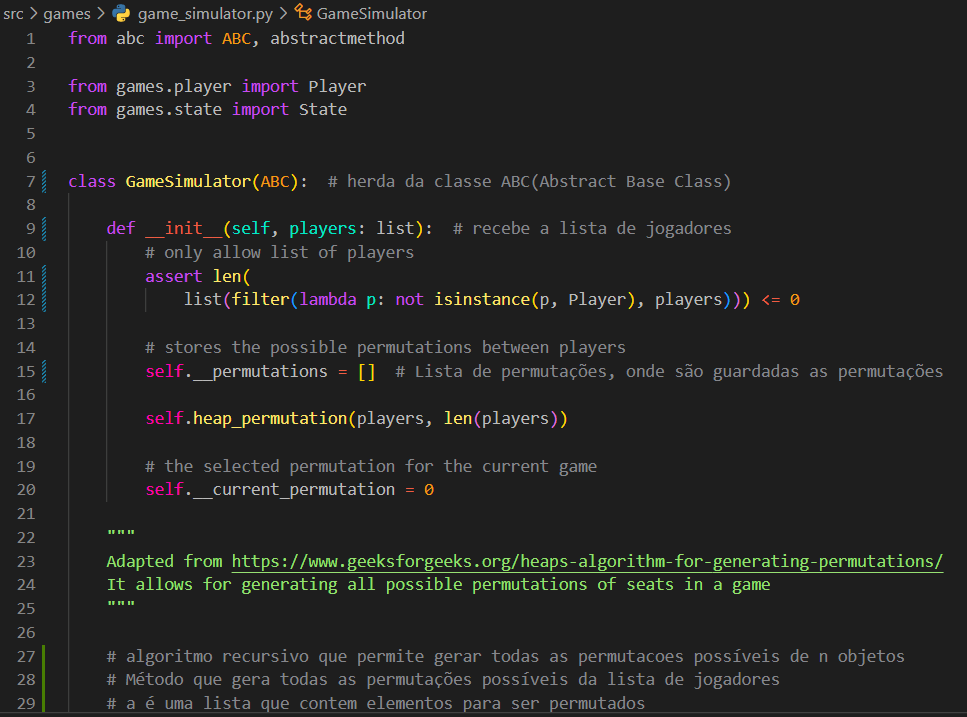 src > games > game_simulator.py > GameSimulator
1 from abc import ABC, abstractmethod
2
3 from games.player import Player
4 from games.state import State
5
6
7 class GameSimulator(ABC):  # herda da classe ABC(Abstract Base Class)
8
9     def __init__(self, players: list):  # recebe a lista de jogadores
10         # only allow list of players
11         assert len(
12             list(filter(lambda p: not isinstance(p, Player), players))) <= 0
13
14         # stores the possible permutations between players
15         self.__permutations = []  # Lista de permutações, onde são guardadas as permutações
16
17         self.heap_permutation(players, len(players))
18
19         # the selected permutation for the current game
20         self.__current_permutation = 0
21
22     """
23     Adapted from https://www.geeksforgeeks.org/heaps-algorithm-for-generating-permutations/
24     It allows for generating all possible permutations of seats in a game
25     """
26
27     # algoritmo recursivo que permite gerar todas as permutacoes possíveis de n objetos
28     # Método que gera todas as permutações possíveis da lista de jogadores
29     # a é uma lista que contem elementos para ser permutados